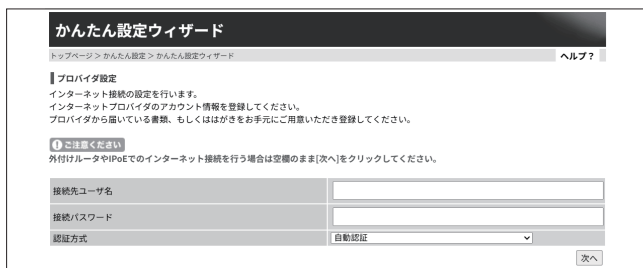 かんたん設定ウィザード
トップページ > かんたん設定 > かんたん設定ウィザード
ヘルプ ?
プロバイダ設定
インターネット接続の設定を行います。
インターネットプロバイダのアカウント情報を登録してください。
プロバイダから届いている書類、もしくははがきをお手元にご用意いただき登録してください。
ご注意ください
外付けルータやIPoEでのインターネット接続を行う場合は空欄のまま[次へ]をクリックしてください。
接続先ユーザ名
接続パスワード
認証方式 自動認証
次へ